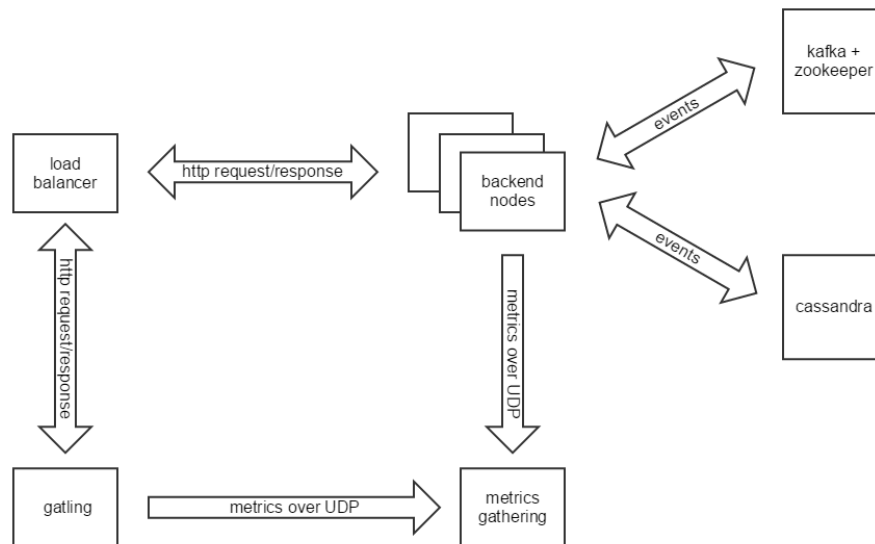 kafka +
zookeeper
events
load
balancer
http request/response
backend
nodes
events
http request/response
metrics over UDP
cassandra
gatling
metrics over UDP
metrics
gathering